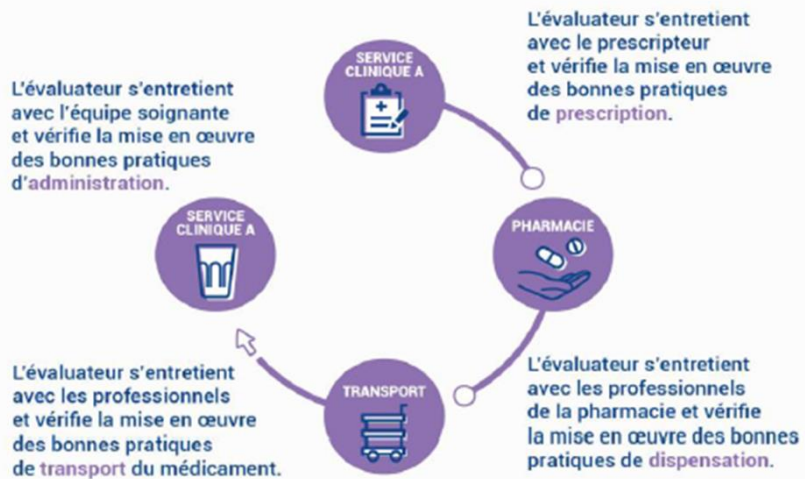 SERVICE
CLINIQUE A
L'évaluateur s'entretient
avec le prescripteur
et vérifie la mise en œuvre
des bonnes pratiques
de prescription.
PHARMACIE
L'évaluateur s'entretient
avec les professionnels
de la pharmacie et vérifie
la mise en œuvre des bonnes
pratiques de dispensation.
TRANSPORT
L'évaluateur s'entretient
avec les professionnels
et vérifie la mise en œuvre
des bonnes pratiques
de transport du médicament.
SERVICE
CLINIQUE A
L'évaluateur s'entretient
avec l'équipe soignante
et vérifie la mise en œuvre
des bonnes pratiques
d'administration.